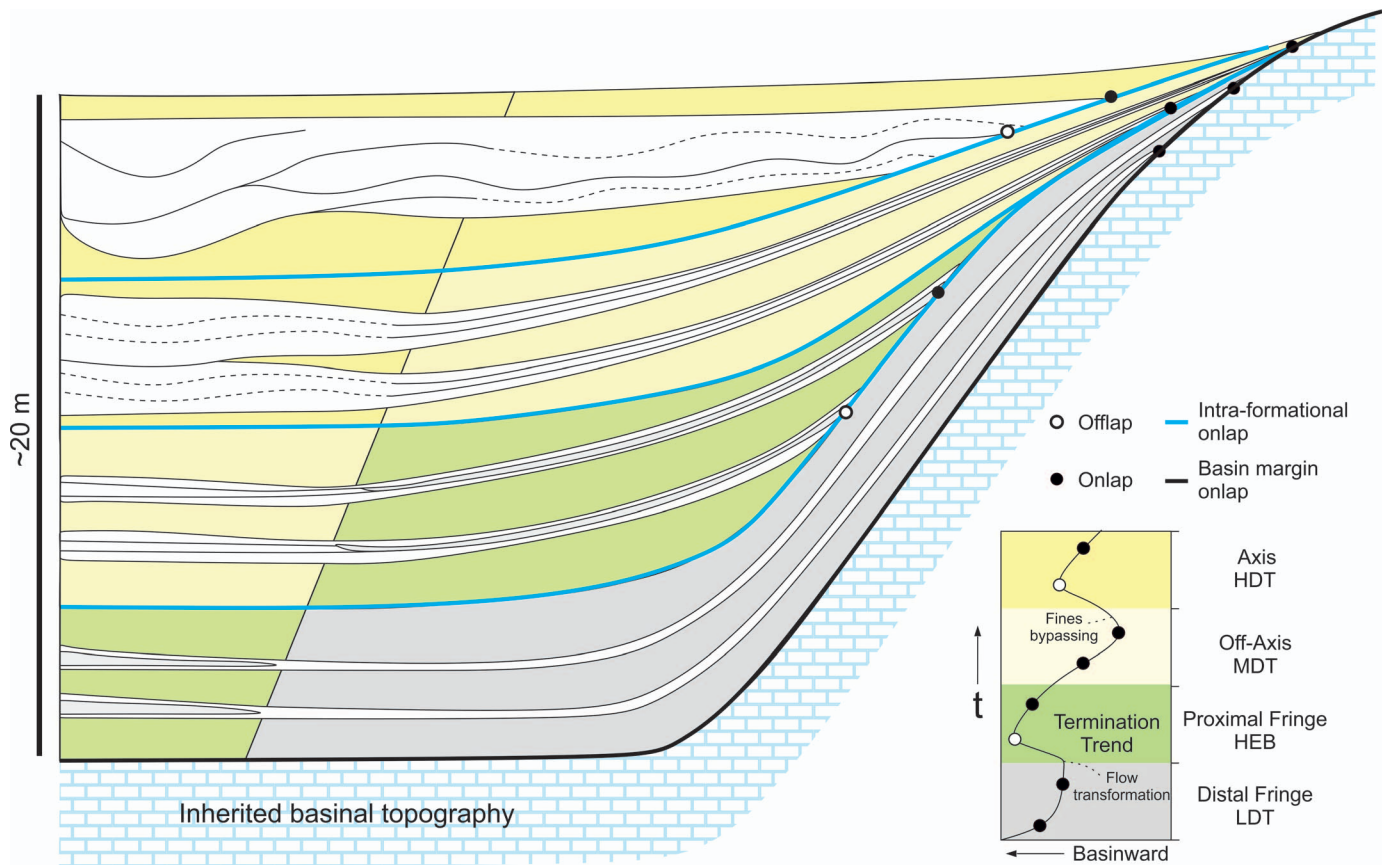 ~20 m
Offlap
Intra-formational
onlap
Onlap
Basin margin
onlap
Axis
HDT
Fines
bypassing
Off-Axis
MDT
t
Termination
Trend
Proximal Fringe
HEB
Flow
transformation
Distal Fringe
LDT
Basinward
Inherited basinal topography